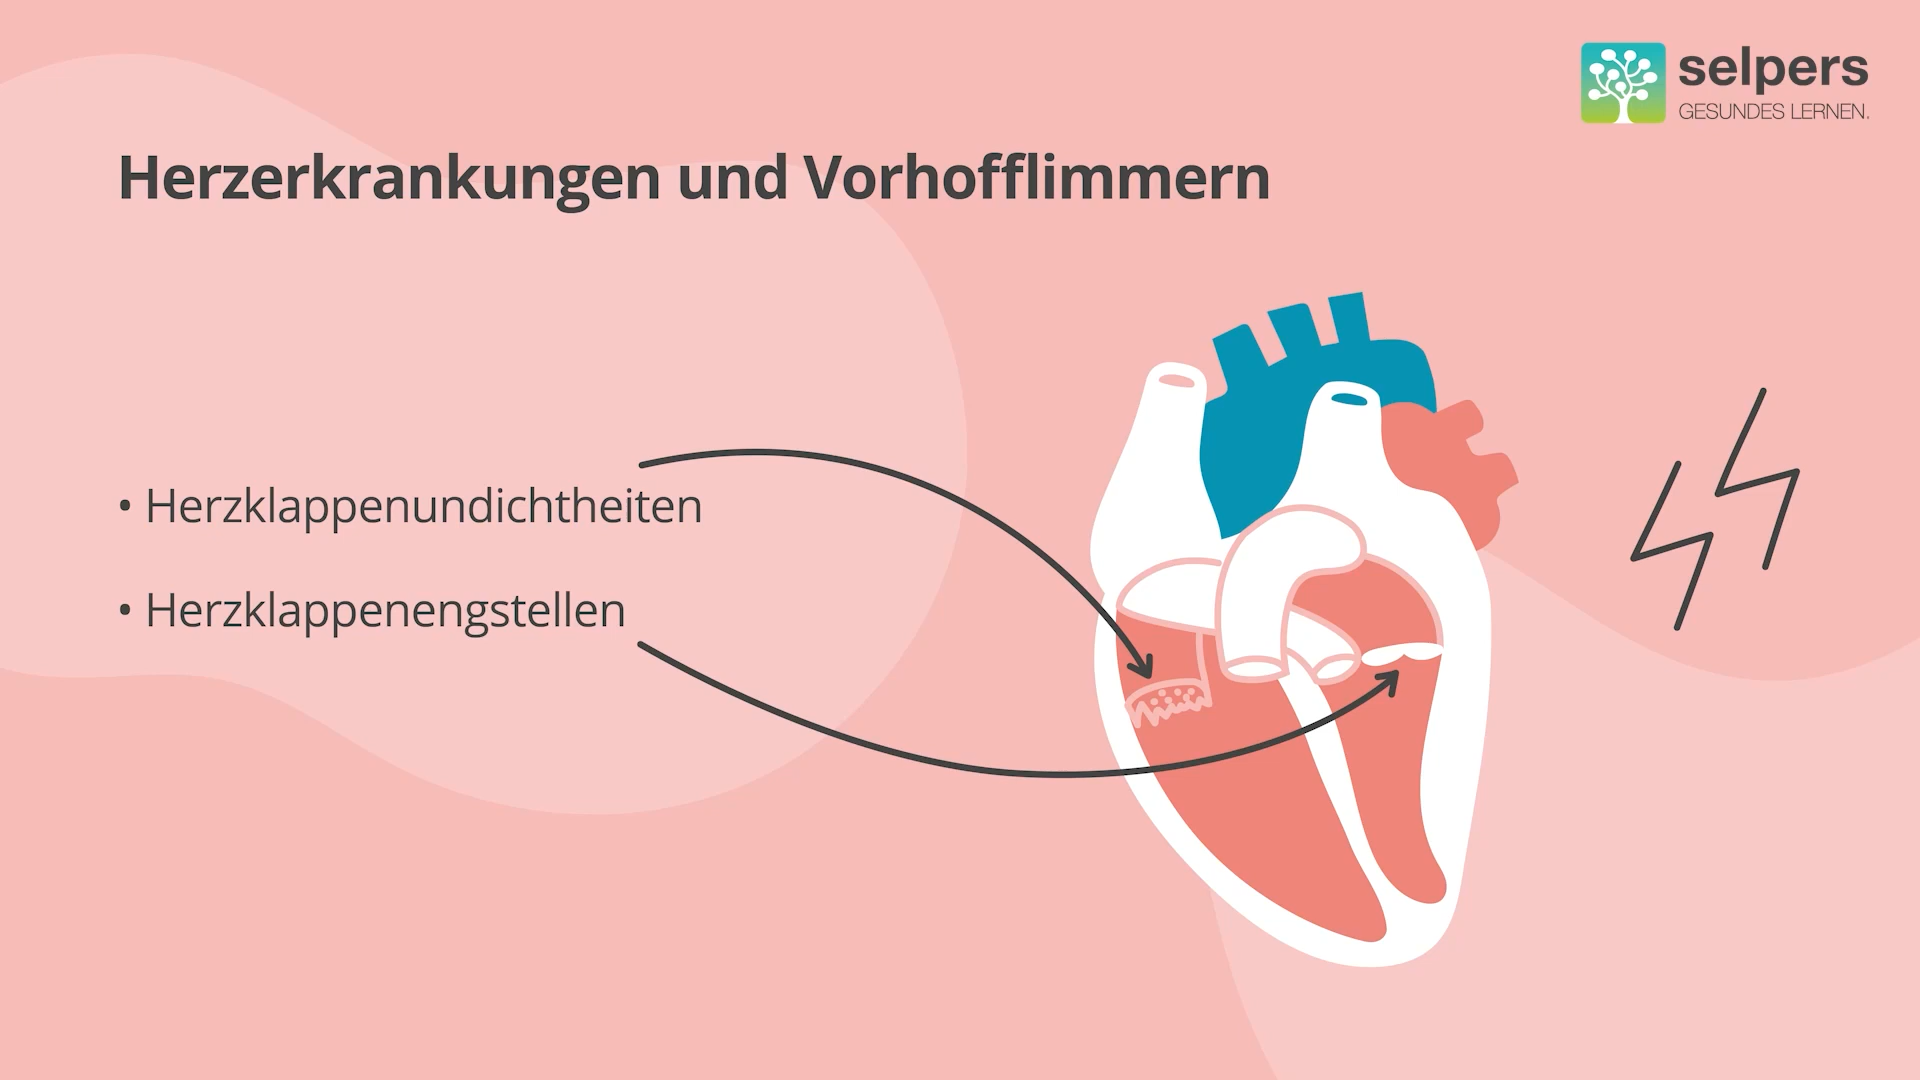 selpers
GESUNDES LERNEN.
Herzerkrankungen und Vorhofflimmern
• Herzklappenundichtheiten
• Herzklappenengstellen